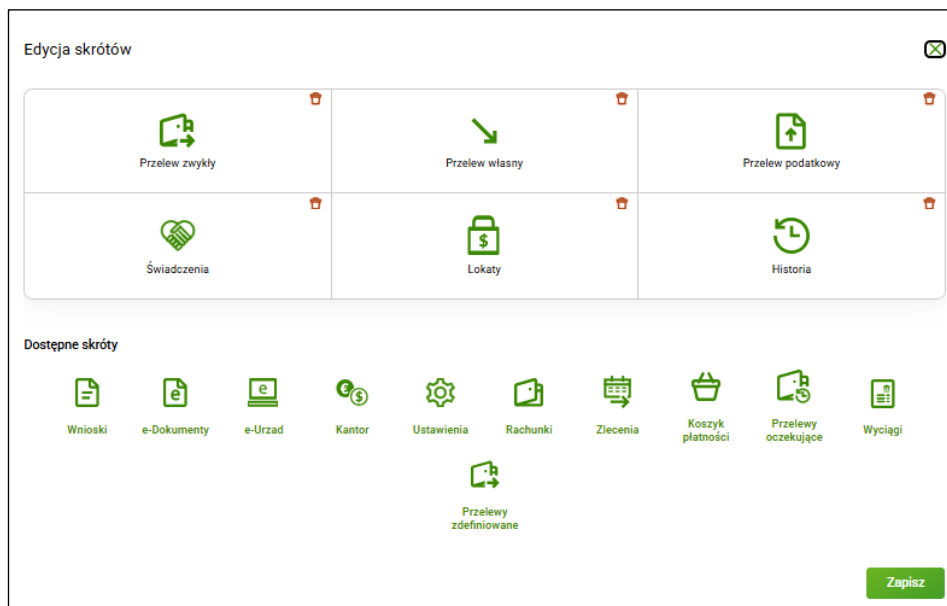 Edycja skrótów
Przelew zwykły
Przelew własny
Przelew podatkowy
Świadczenia
$
Lokaty
Historia
Dostępne skróty
e
e
€
$
Wnioski
e-Dokumenty
e-Urzad
Kantor
Ustawienia
Rachunki
Zlecenia
Koszyk
płatności
Przelewy
oczekujące
Wyciągi
Przelewy
zdefiniowane
Zapisz